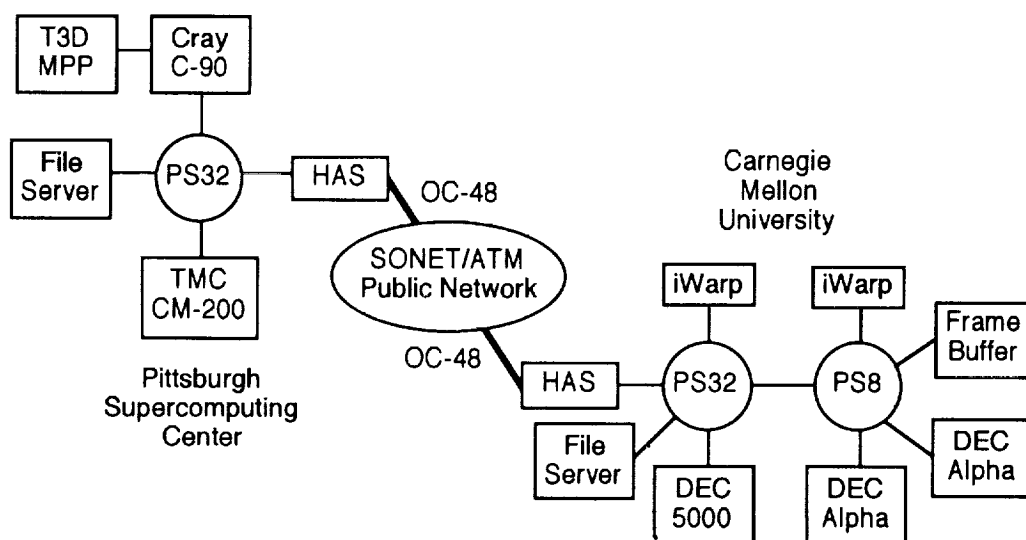 T3D
MPP
Cray
C-90
File
Server
PS32
HAS
OC-48
TMC
CM-200
Pittsburgh
Supercomputing
Center
SONET/ATM
Public Network
OC-48
Carnegie
Mellon
University
iWarp
iWarp
Frame
Buffer
HAS
PS32
PS8
File
Server
DEC
5000
DEC
Alpha
DEC
Alpha